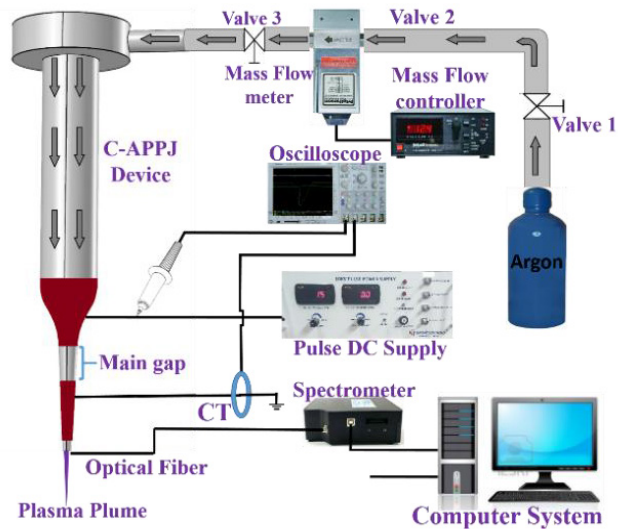 Valve 3
Valve 2
Mass Flow
meter
Mass Flow
controller
Valve 1
C-APPJ
Device
Oscilloscope
Argon
15
Pulse DC Supply
Main gap
CT
Spectrometer
Optical Fiber
Plasma Plume
Computer System